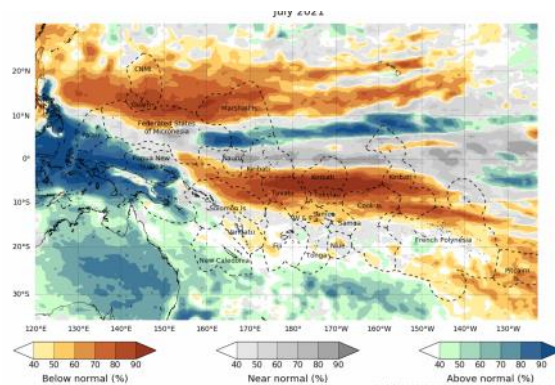 July 2021
20°N
CNMI
Guam
Marshall Is
10°N
Federated States
of Micronesia
Palau
0°
Papua New
Nauru
Kiribati
Kiribati
Kiribati
Tuvalu
Tokelau
10°S
Solomon Is
Cook Is
Samoa
Vanuatu
W & F
20°S
Fiji
Niue
French Polynesia
New Caledonia
Tonga
Pitcairn
30°S
120°E 130°E 140°E 150°E 160°E 170°E 180° 170°W 160°W 150°W 140°W 130°W
40 50 60 70 80 90 40 50 60 70 80 90 40 50 60 70 80 90
Below normal (%) Near normal (%) Above normal (%)